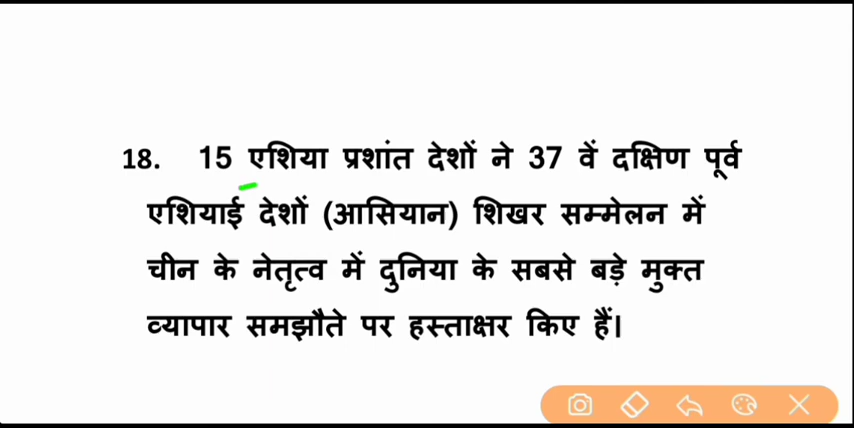 18. 15 एशिया प्रशांत देशों ने 37 वें दक्षिण पूर्व
एशियाई देशों (आसियान) शिखर सम्मेलन में
चीन के नेतृत्व में दुनिया के सबसे बड़े मुक्त
व्यापार समझौते पर हस्ताक्षर किए हैं।